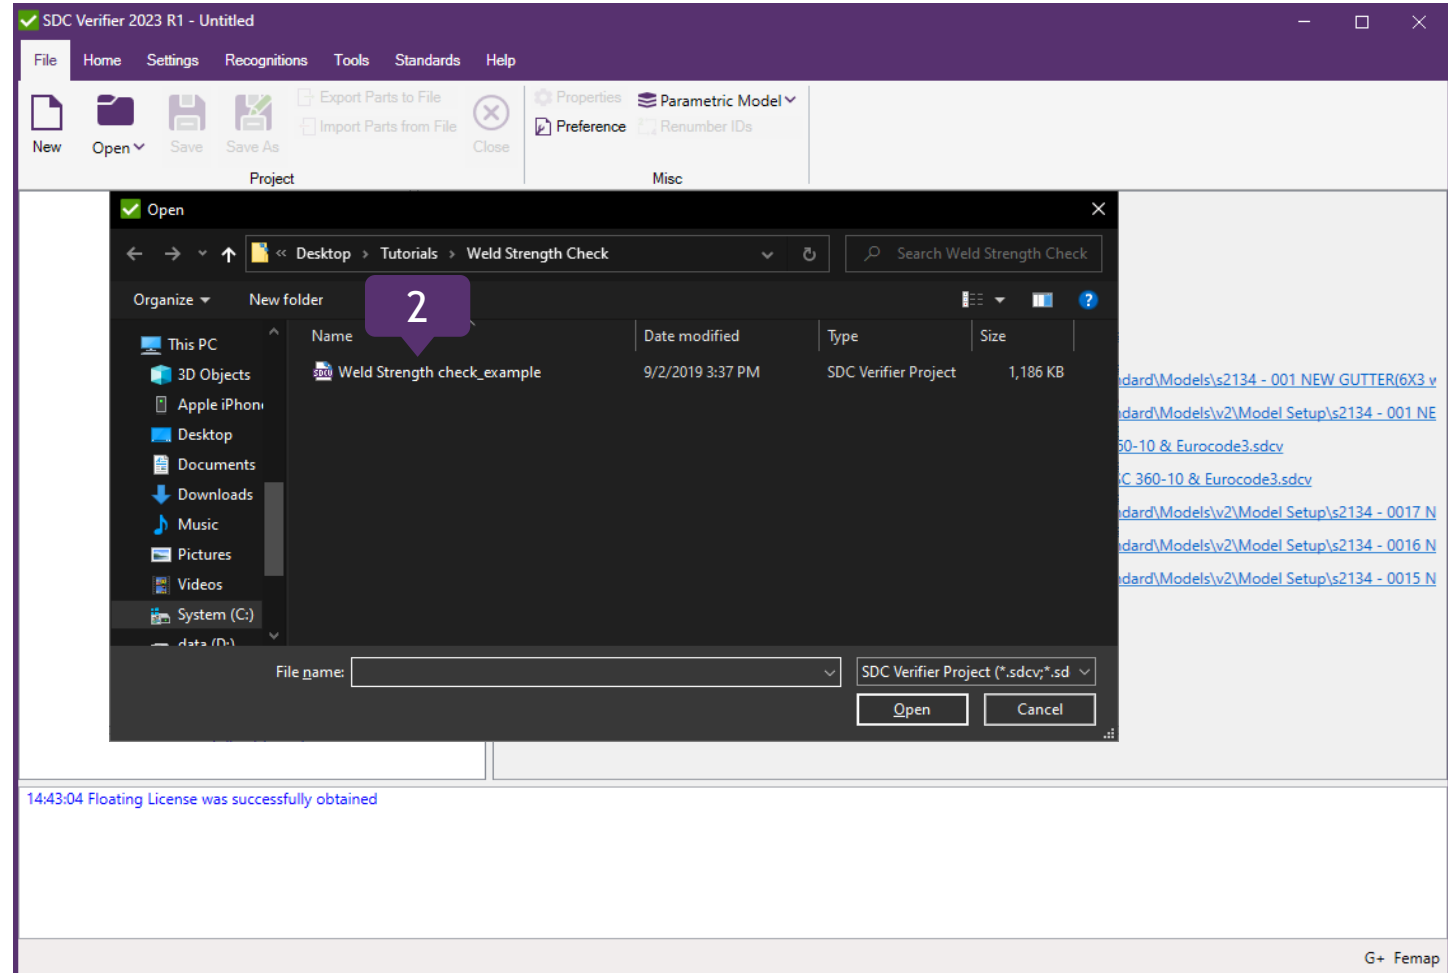 SDC Verifier 2023 R1 - Untitled
File Home Settings Recognitions Tools Standards Help
New
Open
Save
Save As
Export Parts to File
Import Parts from File
Close
Project
Properties
Preference
Parametric Model
Renumber IDs
Misc
Open
« Desktop › Tutorials › Weld Strength Check
Search Weld Strength Check
Organize New folder
2
Name Date modified Type Size
Weld Strength check_example 9/2/2019 3:37 PM SDC Verifier Project 1,186 KB
This PC
3D Objects
Apple iPhon
Desktop
Documents
Downloads
Music
Pictures
Videos
System (C:)
data (D:)
File name:
SDC Verifier Project (*.sdcv;*.sd
Open Cancel
dard\Models\s2134 - 001 NEW GUTTER(6X3 w
dard\Models\v2\Model Setup\s2134 - 001 NE
60-10 & Eurocode3.sdcv
SC 360-10 & Eurocode3.sdcv
dard\Models\v2\Model Setup\s2134 - 0017 N
dard\Models\v2\Model Setup\s2134 - 0016 N
dard\Models\v2\Model Setup\s2134 - 0015 N
14:43:04 Floating License was successfully obtained
G+ Femap